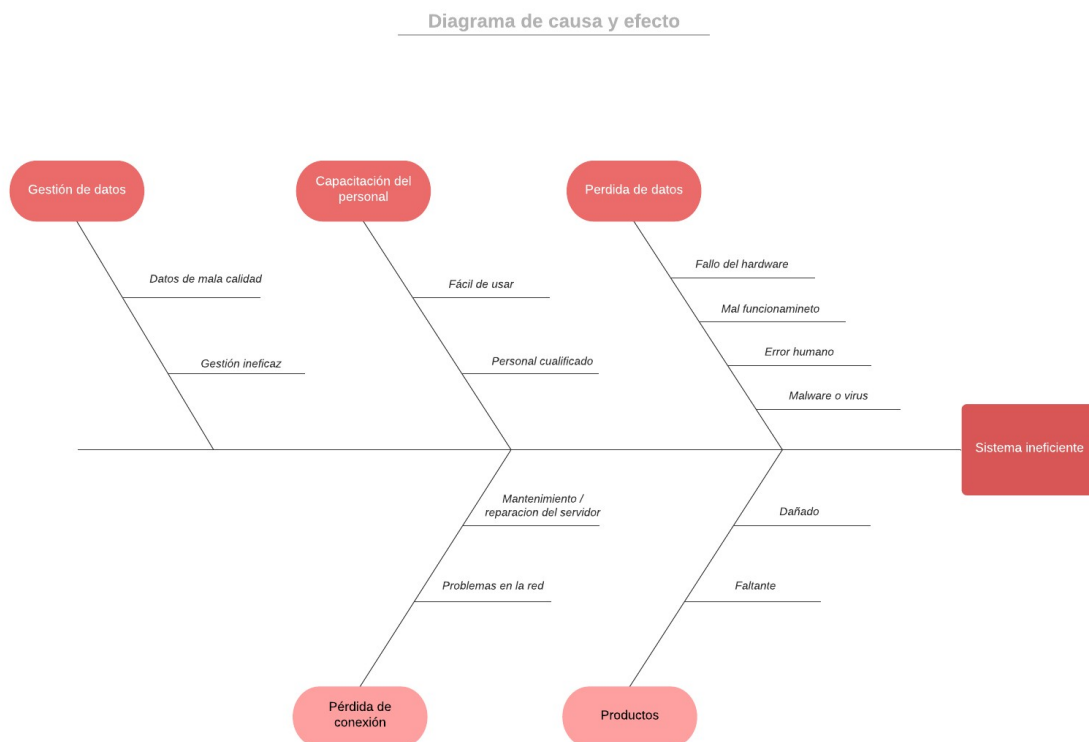 Diagrama de causa y efecto
Gestión de datos
Capacitación del
personal
Perdida de datos
Datos de mala calidad
Gestión ineficaz
Fácil de usar
Personal cualificado
Fallo del hardware
Mal funcionamineto
Error humano
Malware o virus
Sistema ineficiente
Mantenimiento /
reparacion del servidor
Problemas en la red
Dañado
Faltante
Pérdida de
conexión
Productos